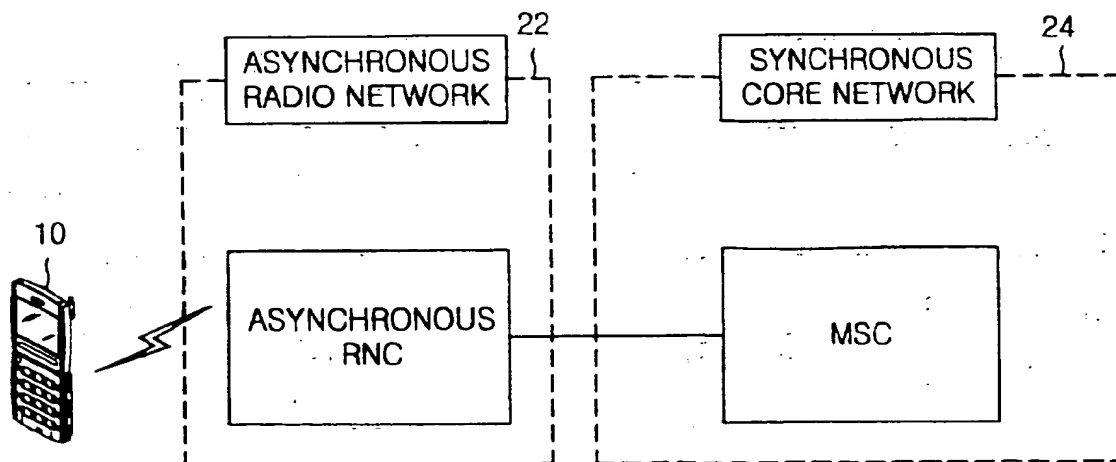 22
24
ASYNCHRONOUS
RADIO NETWORK
SYNCHRONOUS
CORE NETWORK
10
ASYNCHRONOUS
RNC
MSC